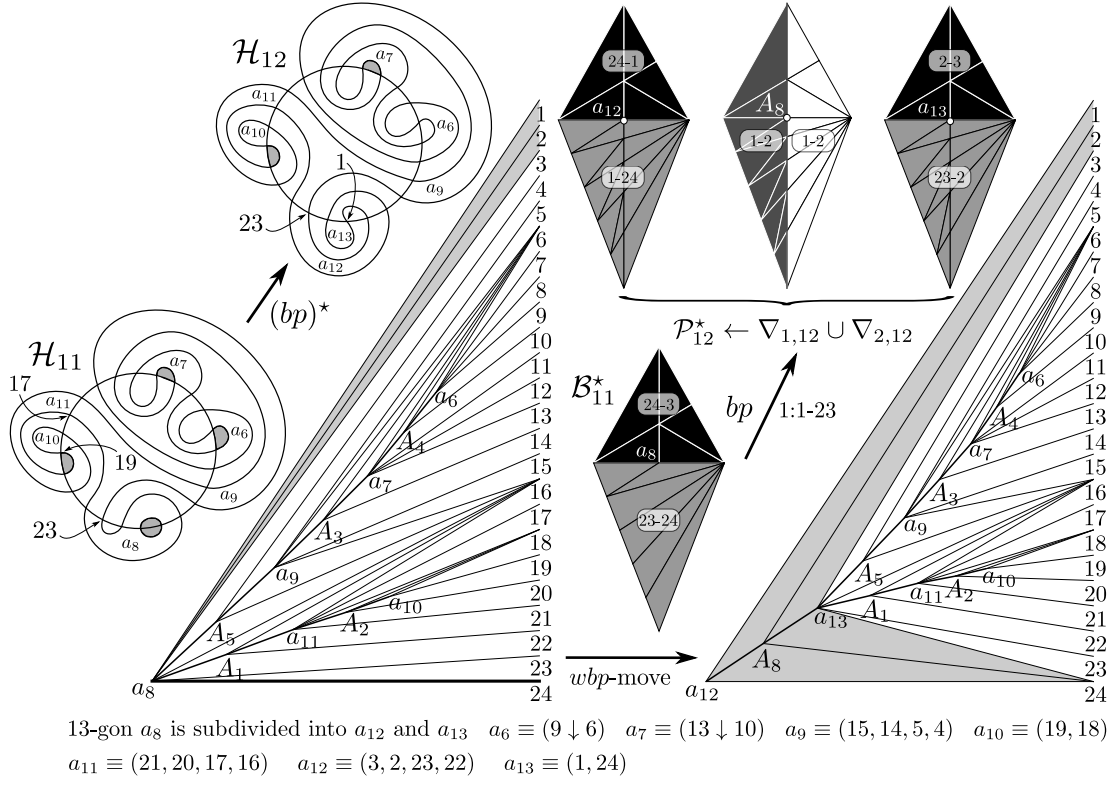 H₁₂
a₇
a₁₁
a₁₀
a₆
1
a₉
23
a₁₃
a₁₂
(bp)*
H₁₁
17
a₇
a₁₁
a₁₀
a₆
19
a₉
23
a₈
1
2
3
4
5
6
7
8
9
10
11
12
13
14
15
16
17
18
19
20
21
22
23
24
a₆
A₄
a₇
A₃
a₉
a₁₀
A₅
a₁₁
A₂
A₁
a₈
24-1
a₁₂
1-24
A₈
1-2
1-2
2-3
a₁₃
23-2
P*₁₂ ← ∇₁,₁₂ ∪ ∇₂,₁₂
B*₁₁
24-3
bp
1:1-23
a₈
23-24
wbp-move
1
2
3
4
5
6
7
8
9
10
11
12
13
14
15
16
17
18
19
20
21
22
23
24
a₆
A₄
a₇
A₃
a₉
A₅
a₁₀
a₁₁
A₂
A₁
a₁₃
A₈
a₁₂
13-gon a₈ is subdivided into a₁₂ and a₁₃ a₆ ≡ (9 ↓ 6) a₇ ≡ (13 ↓ 10) a₉ ≡ (15, 14, 5, 4) a₁₀ ≡ (19, 18)
a₁₁ ≡ (21, 20, 17, 16) a₁₂ ≡ (3, 2, 23, 22) a₁₃ ≡ (1, 24)